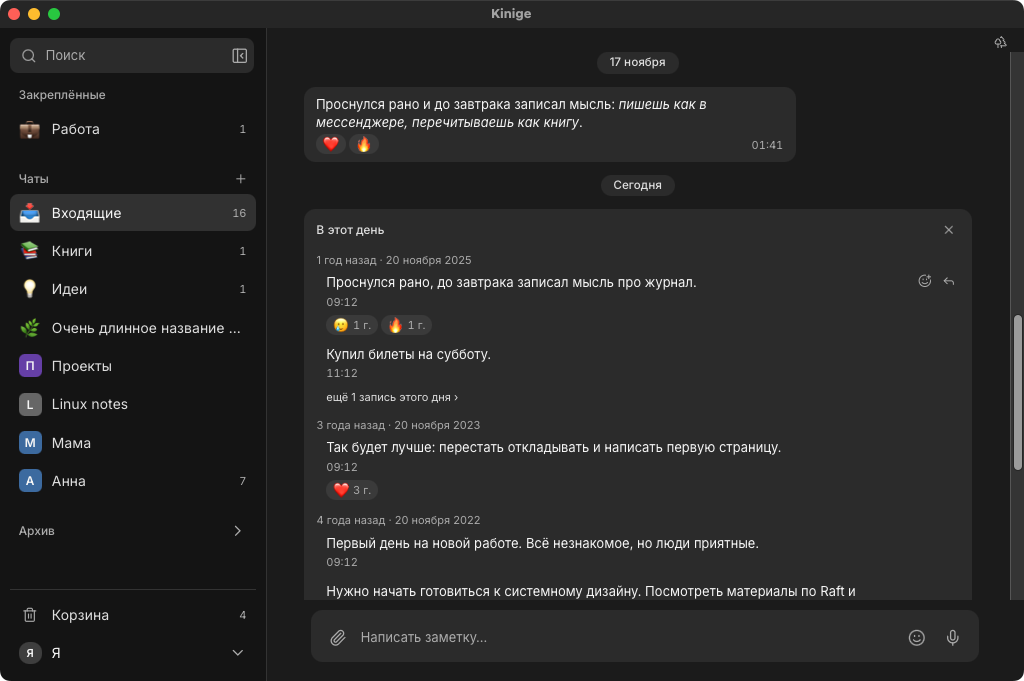 Kinige
Поиск
Закреплённые
Работа 1
Чаты
Входящие 16
Книги 1
Идеи 1
Очень длинное название ...
П Проекты
L Linux notes
М Мама
А Анна 7
Архив
Корзина 4
Я Я
17 ноября
Проснулся рано и до завтрака записал мысль: пишешь как в
мессенджере, перечитываешь как книгу.
01:41
Сегодня
В этот день
1 год назад · 20 ноября 2025
Проснулся рано, до завтрака записал мысль про журнал.
09:12
1 г. 1 г.
Купил билеты на субботу.
11:12
ещё 1 запись этого дня ›
3 года назад · 20 ноября 2023
Так будет лучше: перестать откладывать и написать первую страницу.
09:12
3 г.
4 года назад · 20 ноября 2022
Первый день на новой работе. Всё незнакомое, но люди приятные.
09:12
Нужно начать готовиться к системному дизайну. Посмотреть материалы по Raft и
Написать заметку...